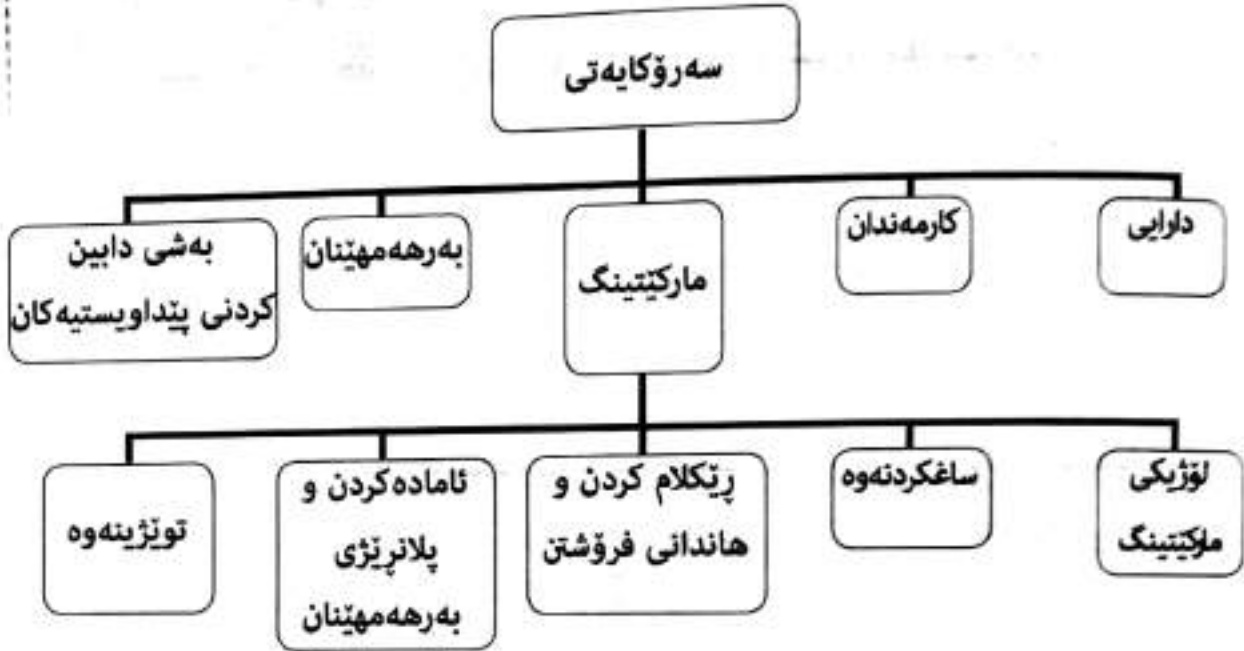 سەرۆکایەتی
دارایی
کارمەندان
مارکێتینگ
بەرهەمهێنان
بەشی دابین
کردنی پێداویستیەکان
لۆژیکی
مارکێتینگ
ساغکردنەوە
ڕێکلام کردن و
هاندانی فرۆشتن
ئامادەکردن و
پلانڕێژی
بەرهەمهێنان
توێژینەوە